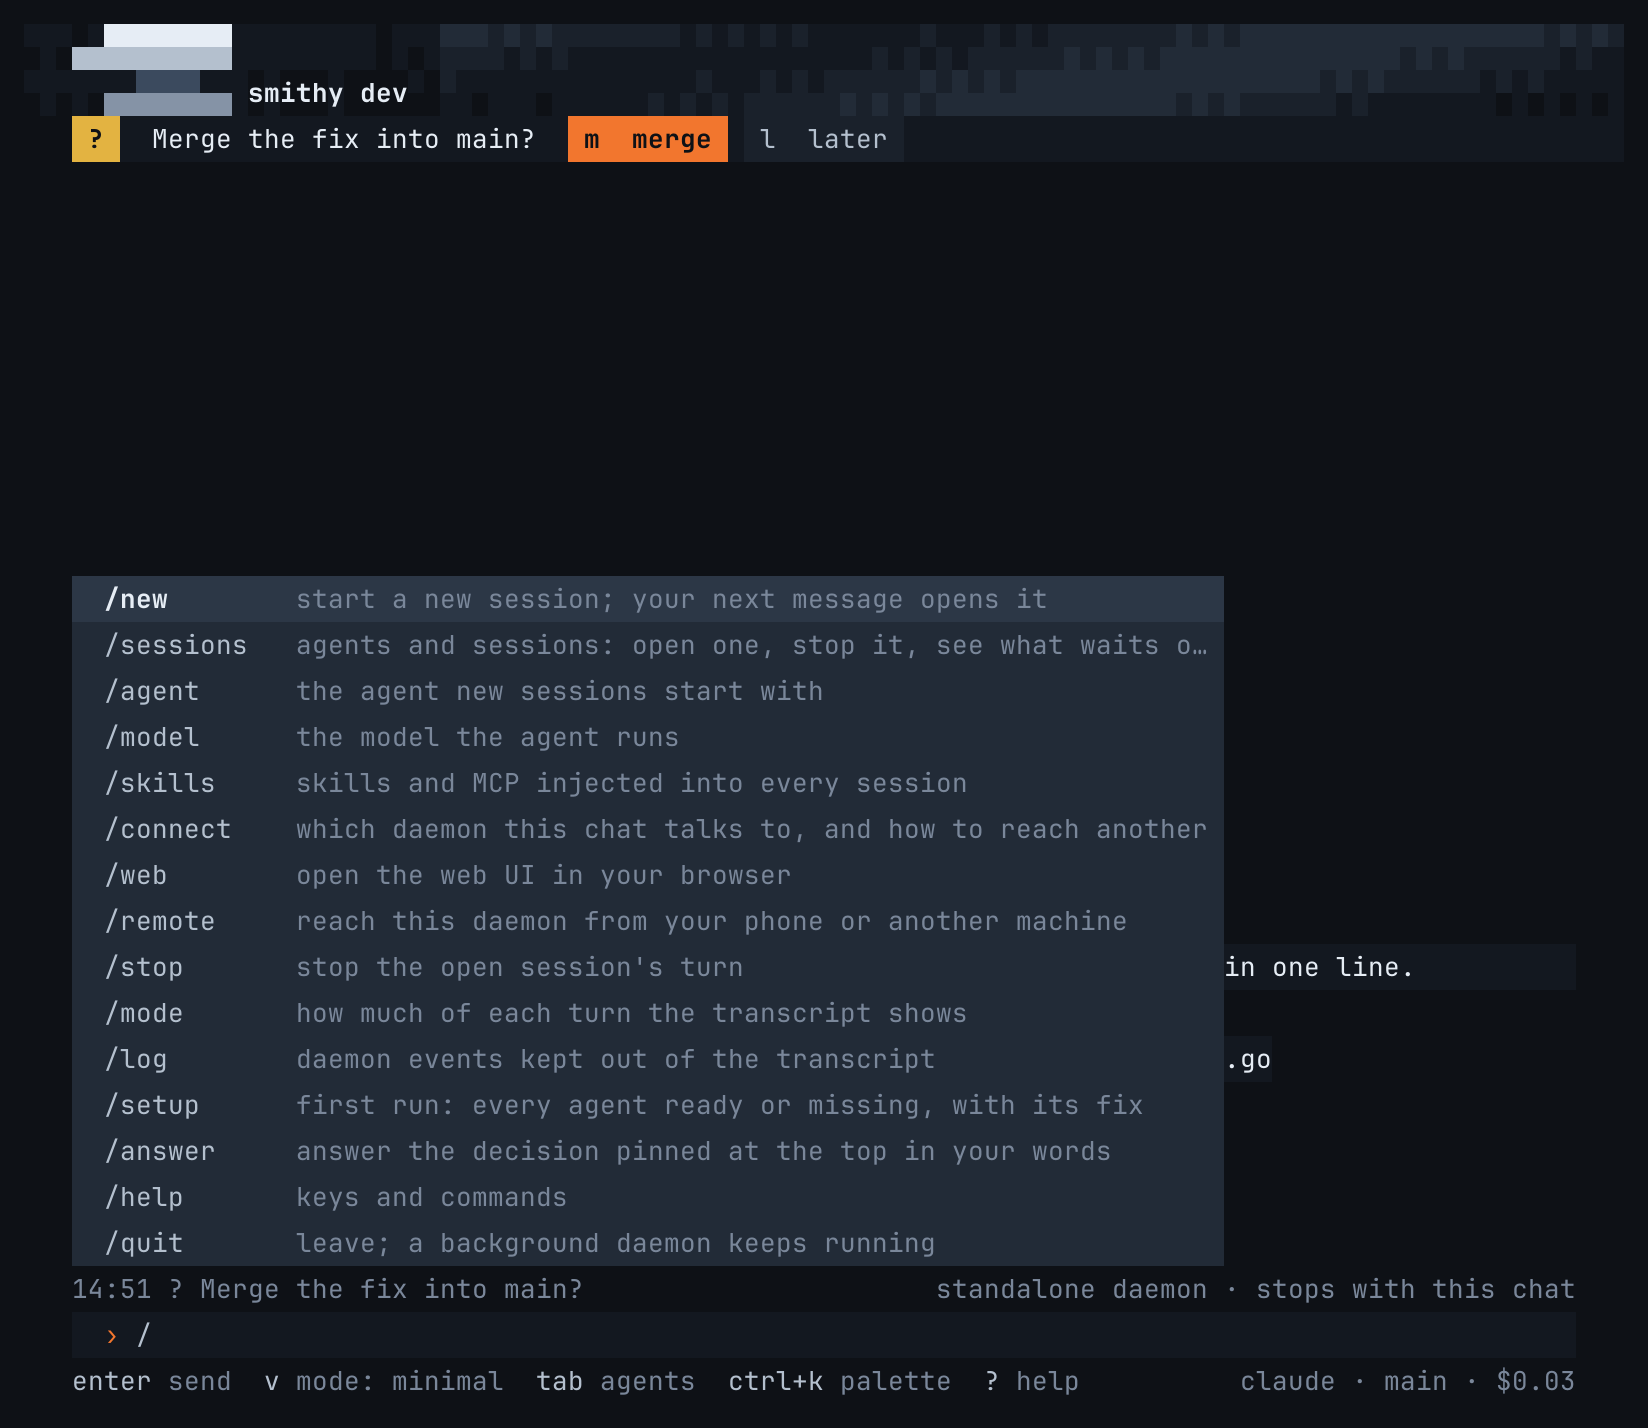 smithy dev
? Merge the fix into main? m merge l later
/new start a new session; your next message opens it
/sessions agents and sessions: open one, stop it, see what waits o…
/agent the agent new sessions start with
/model the model the agent runs
/skills skills and MCP injected into every session
/connect which daemon this chat talks to, and how to reach another
/web open the web UI in your browser
/remote reach this daemon from your phone or another machine
/stop stop the open session's turn in one line.
/mode how much of each turn the transcript shows
/log daemon events kept out of the transcript .go
/setup first run: every agent ready or missing, with its fix
/answer answer the decision pinned at the top in your words
/help keys and commands
/quit leave; a background daemon keeps running
14:51 ? Merge the fix into main? standalone daemon · stops with this chat
› /
enter send v mode: minimal tab agents ctrl+k palette ? help claude · main · $0.03